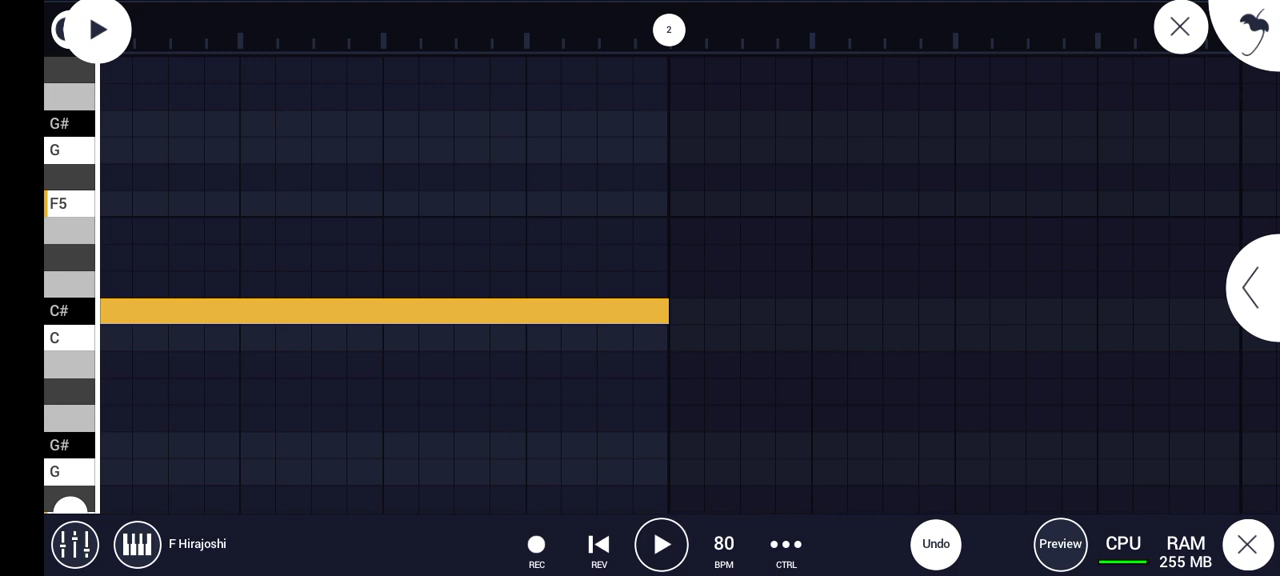 2
G#
G
F5
C#
C
G#
G
F Hirajoshi
REC
REV
80
BPM
CTRL
Undo
Preview
CPU
RAM
255 MB